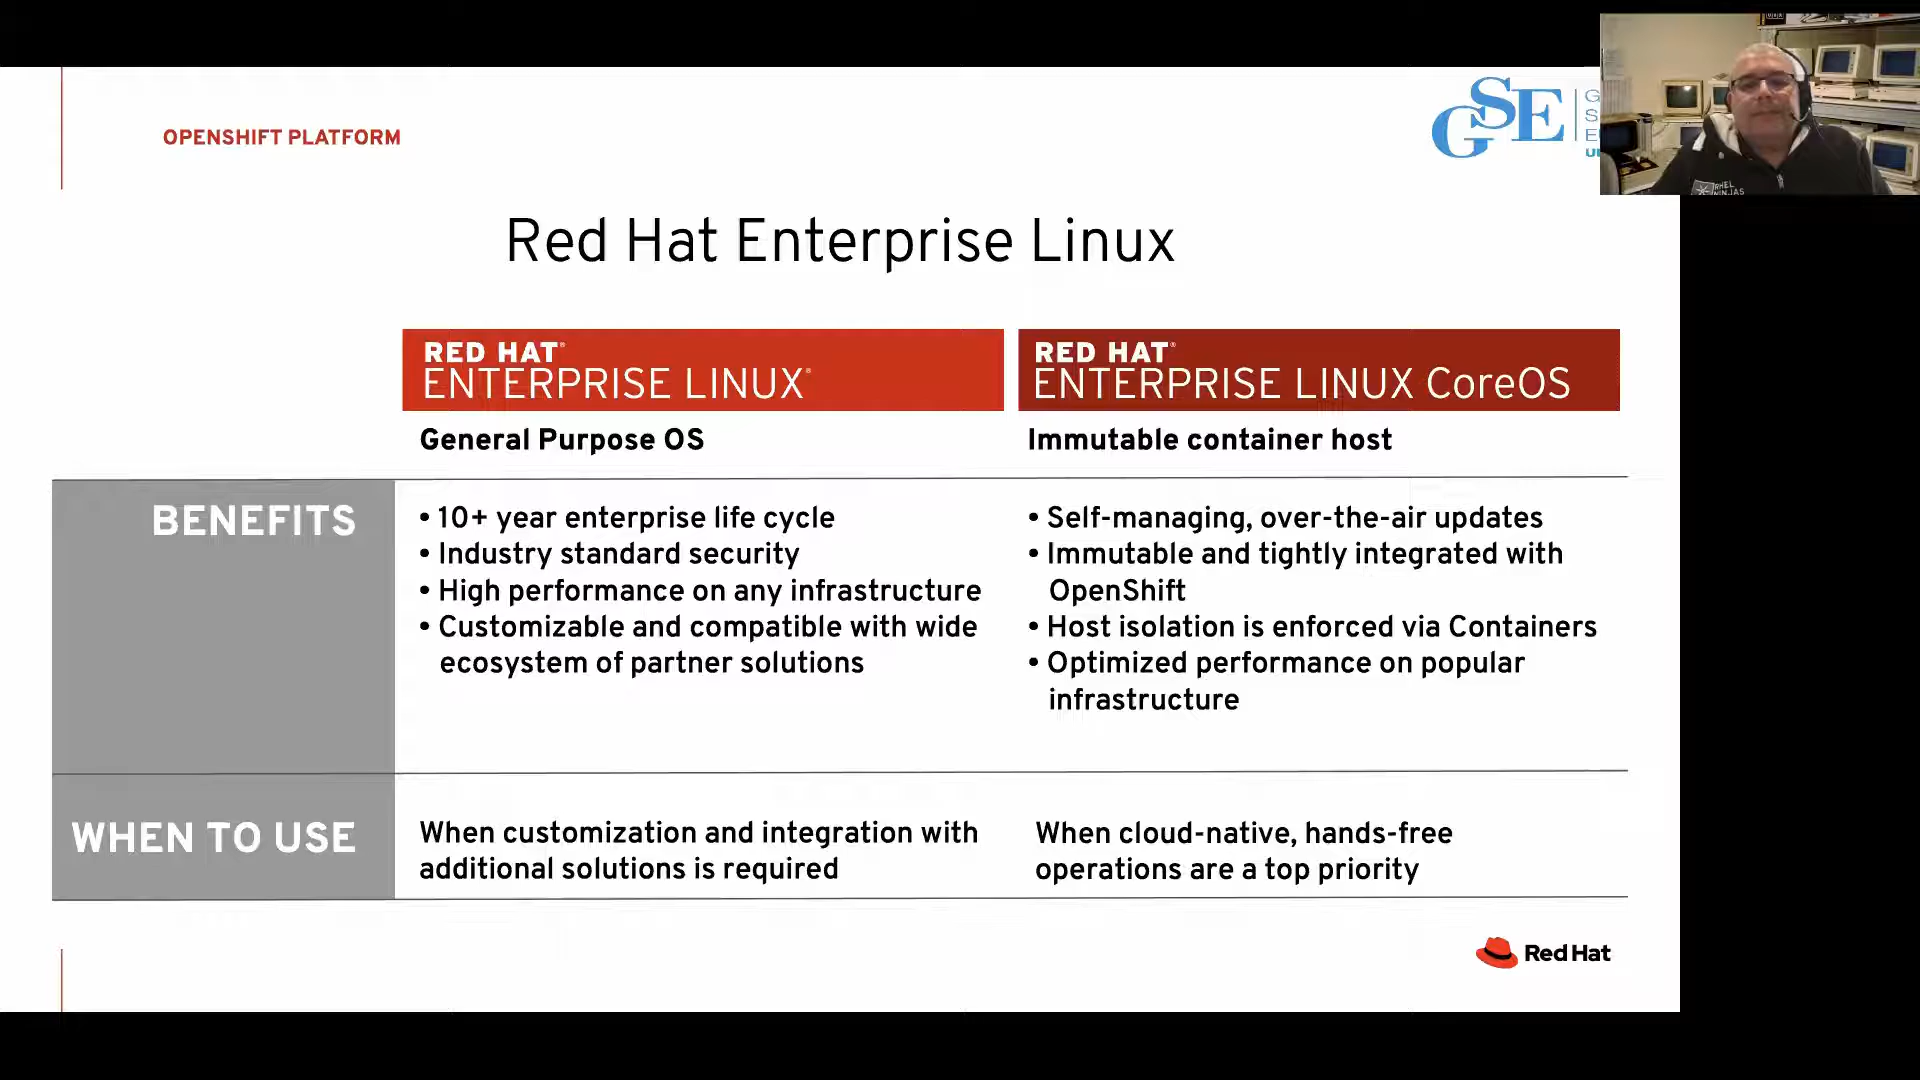 OPENSHIFT PLATFORM
GSE
G
S
E
Red Hat Enterprise Linux
RED HAT®
ENTERPRISE LINUX®
RED HAT®
ENTERPRISE LINUX CoreOS
General Purpose OS
Immutable container host
BENEFITS
• 10+ year enterprise life cycle
• Industry standard security
• High performance on any infrastructure
• Customizable and compatible with wide
ecosystem of partner solutions
• Self-managing, over-the-air updates
• Immutable and tightly integrated with
OpenShift
• Host isolation is enforced via Containers
• Optimized performance on popular
infrastructure
WHEN TO USE
When customization and integration with
additional solutions is required
When cloud-native, hands-free
operations are a top priority
Red Hat
RHEL
NINJAS